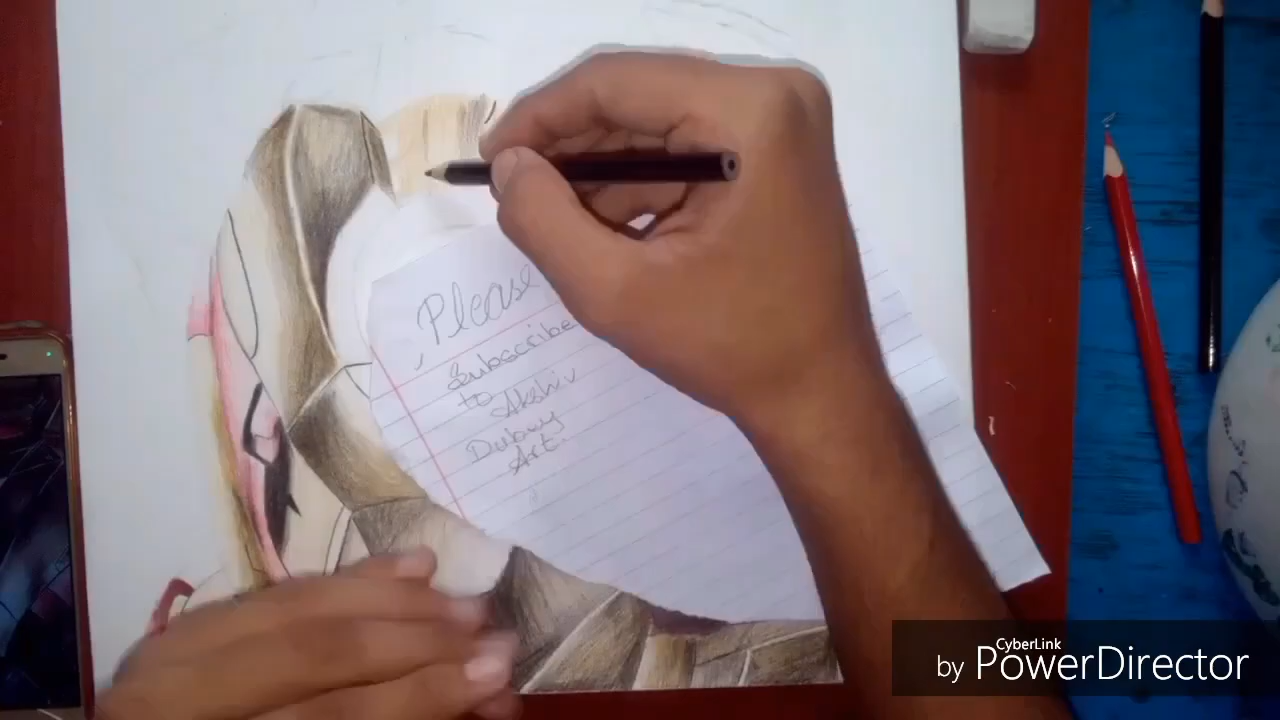 Please
Subscribe
to Akshiv
Dubey
Art.
CyberLink
by PowerDirector